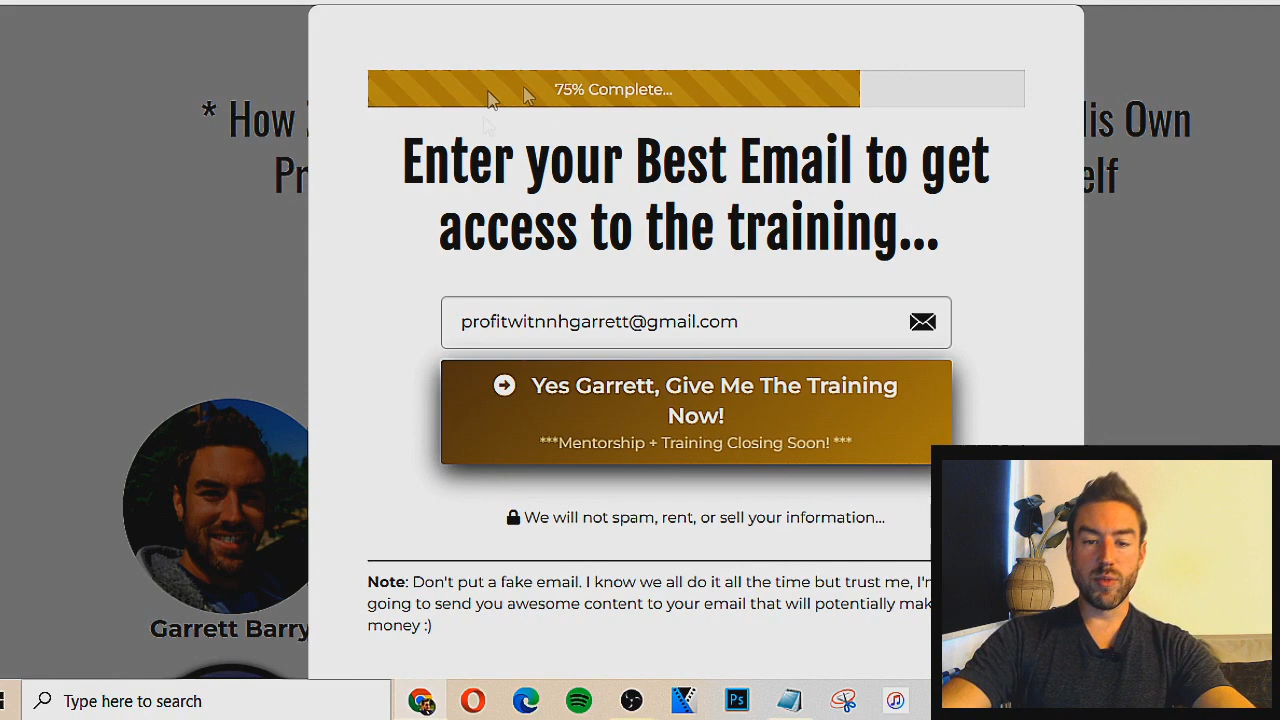 75% Complete...
* How
His Own
Pr
elf
Enter your Best Email to get
access to the training...
profitwitnnhgarrett@gmail.com
Yes Garrett, Give Me The Training
Now!
***Mentorship + Training Closing Soon! ***
We will not spam, rent, or sell your information...
Note: Don't put a fake email. I know we all do it all the time but trust me, I'm
going to send you awesome content to your email that will potentially mak
money :)
Garrett Barry
Type here to search
Ps